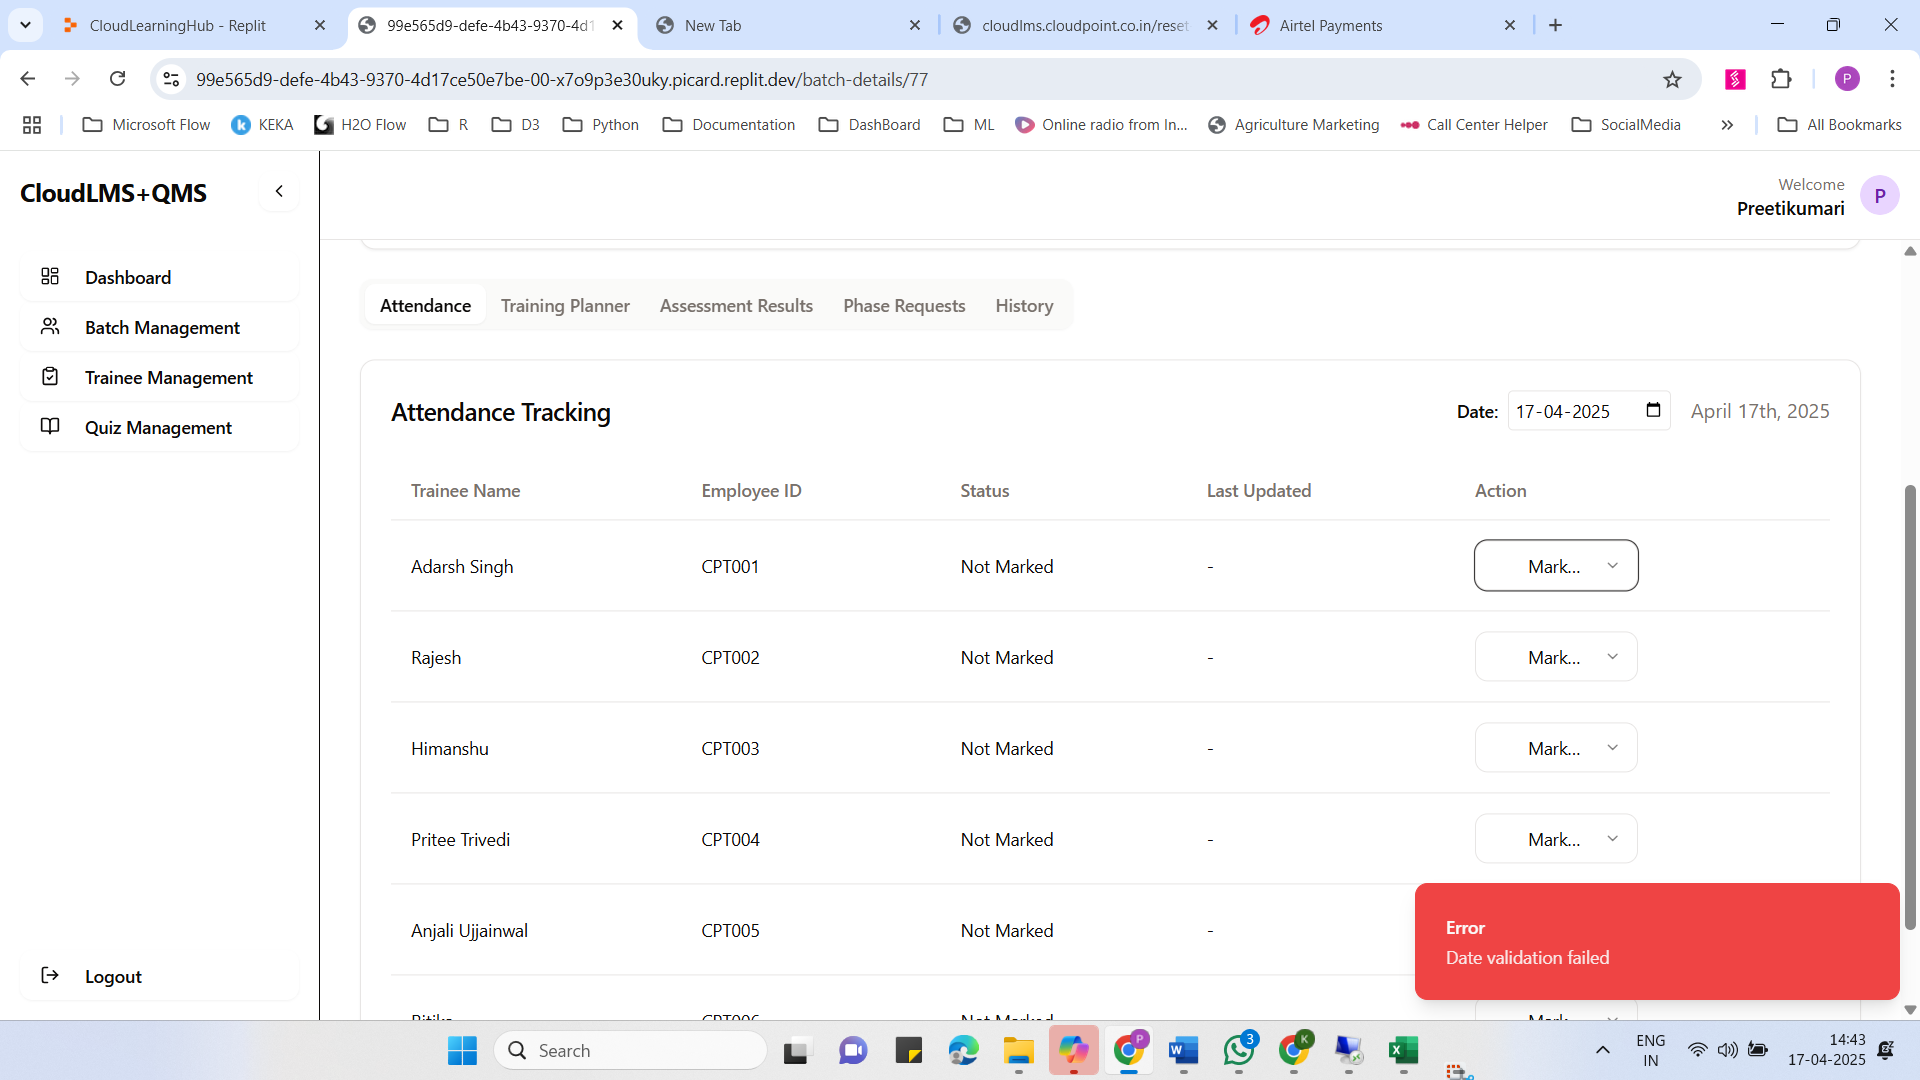 CloudLearningHub - Replit
99e565d9-defe-4b43-9370-4d1
New Tab
cloudlms.cloudpoint.co.in/reset
Airtel Payments
99e565d9-defe-4b43-9370-4d17ce50e7be-00-x7o9p3e30uky.picard.replit.dev/batch-details/77
P
Microsoft Flow
KEKA
H2O Flow
R
D3
Python
Documentation
DashBoard
ML
Online radio from In...
Agriculture Marketing
Call Center Helper
SocialMedia
All Bookmarks
CloudLMS+QMS
Welcome
Preetikumari
P
Dashboard
Batch Management
Trainee Management
Quiz Management
Logout
Attendance Training Planner Assessment Results Phase Requests History
Attendance Tracking
Date: 17-04-2025 April 17th, 2025
Trainee Name Employee ID Status Last Updated Action
Adarsh Singh CPT001 Not Marked - Mark...
Rajesh CPT002 Not Marked - Mark...
Himanshu CPT003 Not Marked - Mark...
Pritee Trivedi CPT004 Not Marked - Mark...
Anjali Ujjainwal CPT005 Not Marked -
Error
Date validation failed
Search
P
3
K
ENG
IN
14:43
17-04-2025